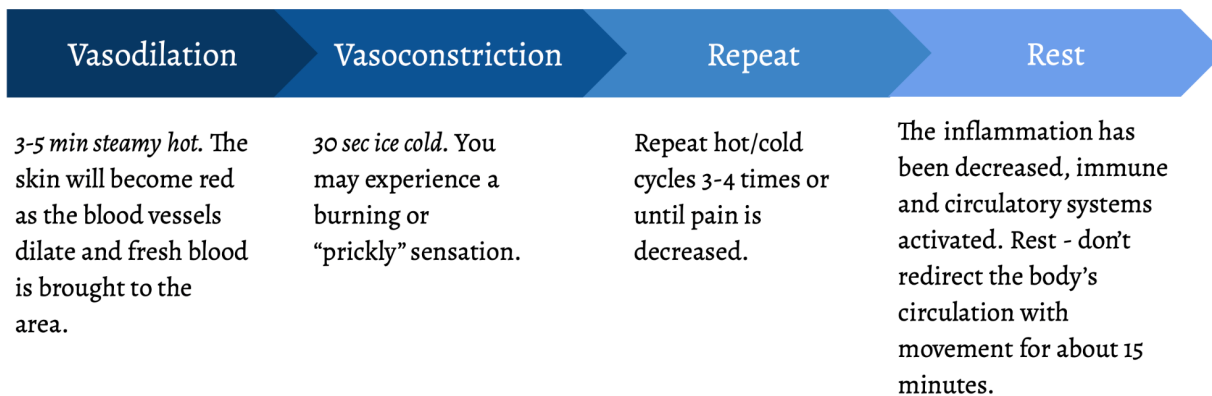 Vasodilation
3-5 min steamy hot. The
skin will become red
as the blood vessels
dilate and fresh blood
is brought to the
area.
Vasoconstriction
30 sec ice cold. You
may experience a
burning or
“prickly” sensation.
Repeat
Repeat hot/cold
cycles 3-4 times or
until pain is
decreased.
Rest
The inflammation has
been decreased, immune
and circulatory systems
activated. Rest - don’t
redirect the body’s
circulation with
movement for about 15
minutes.